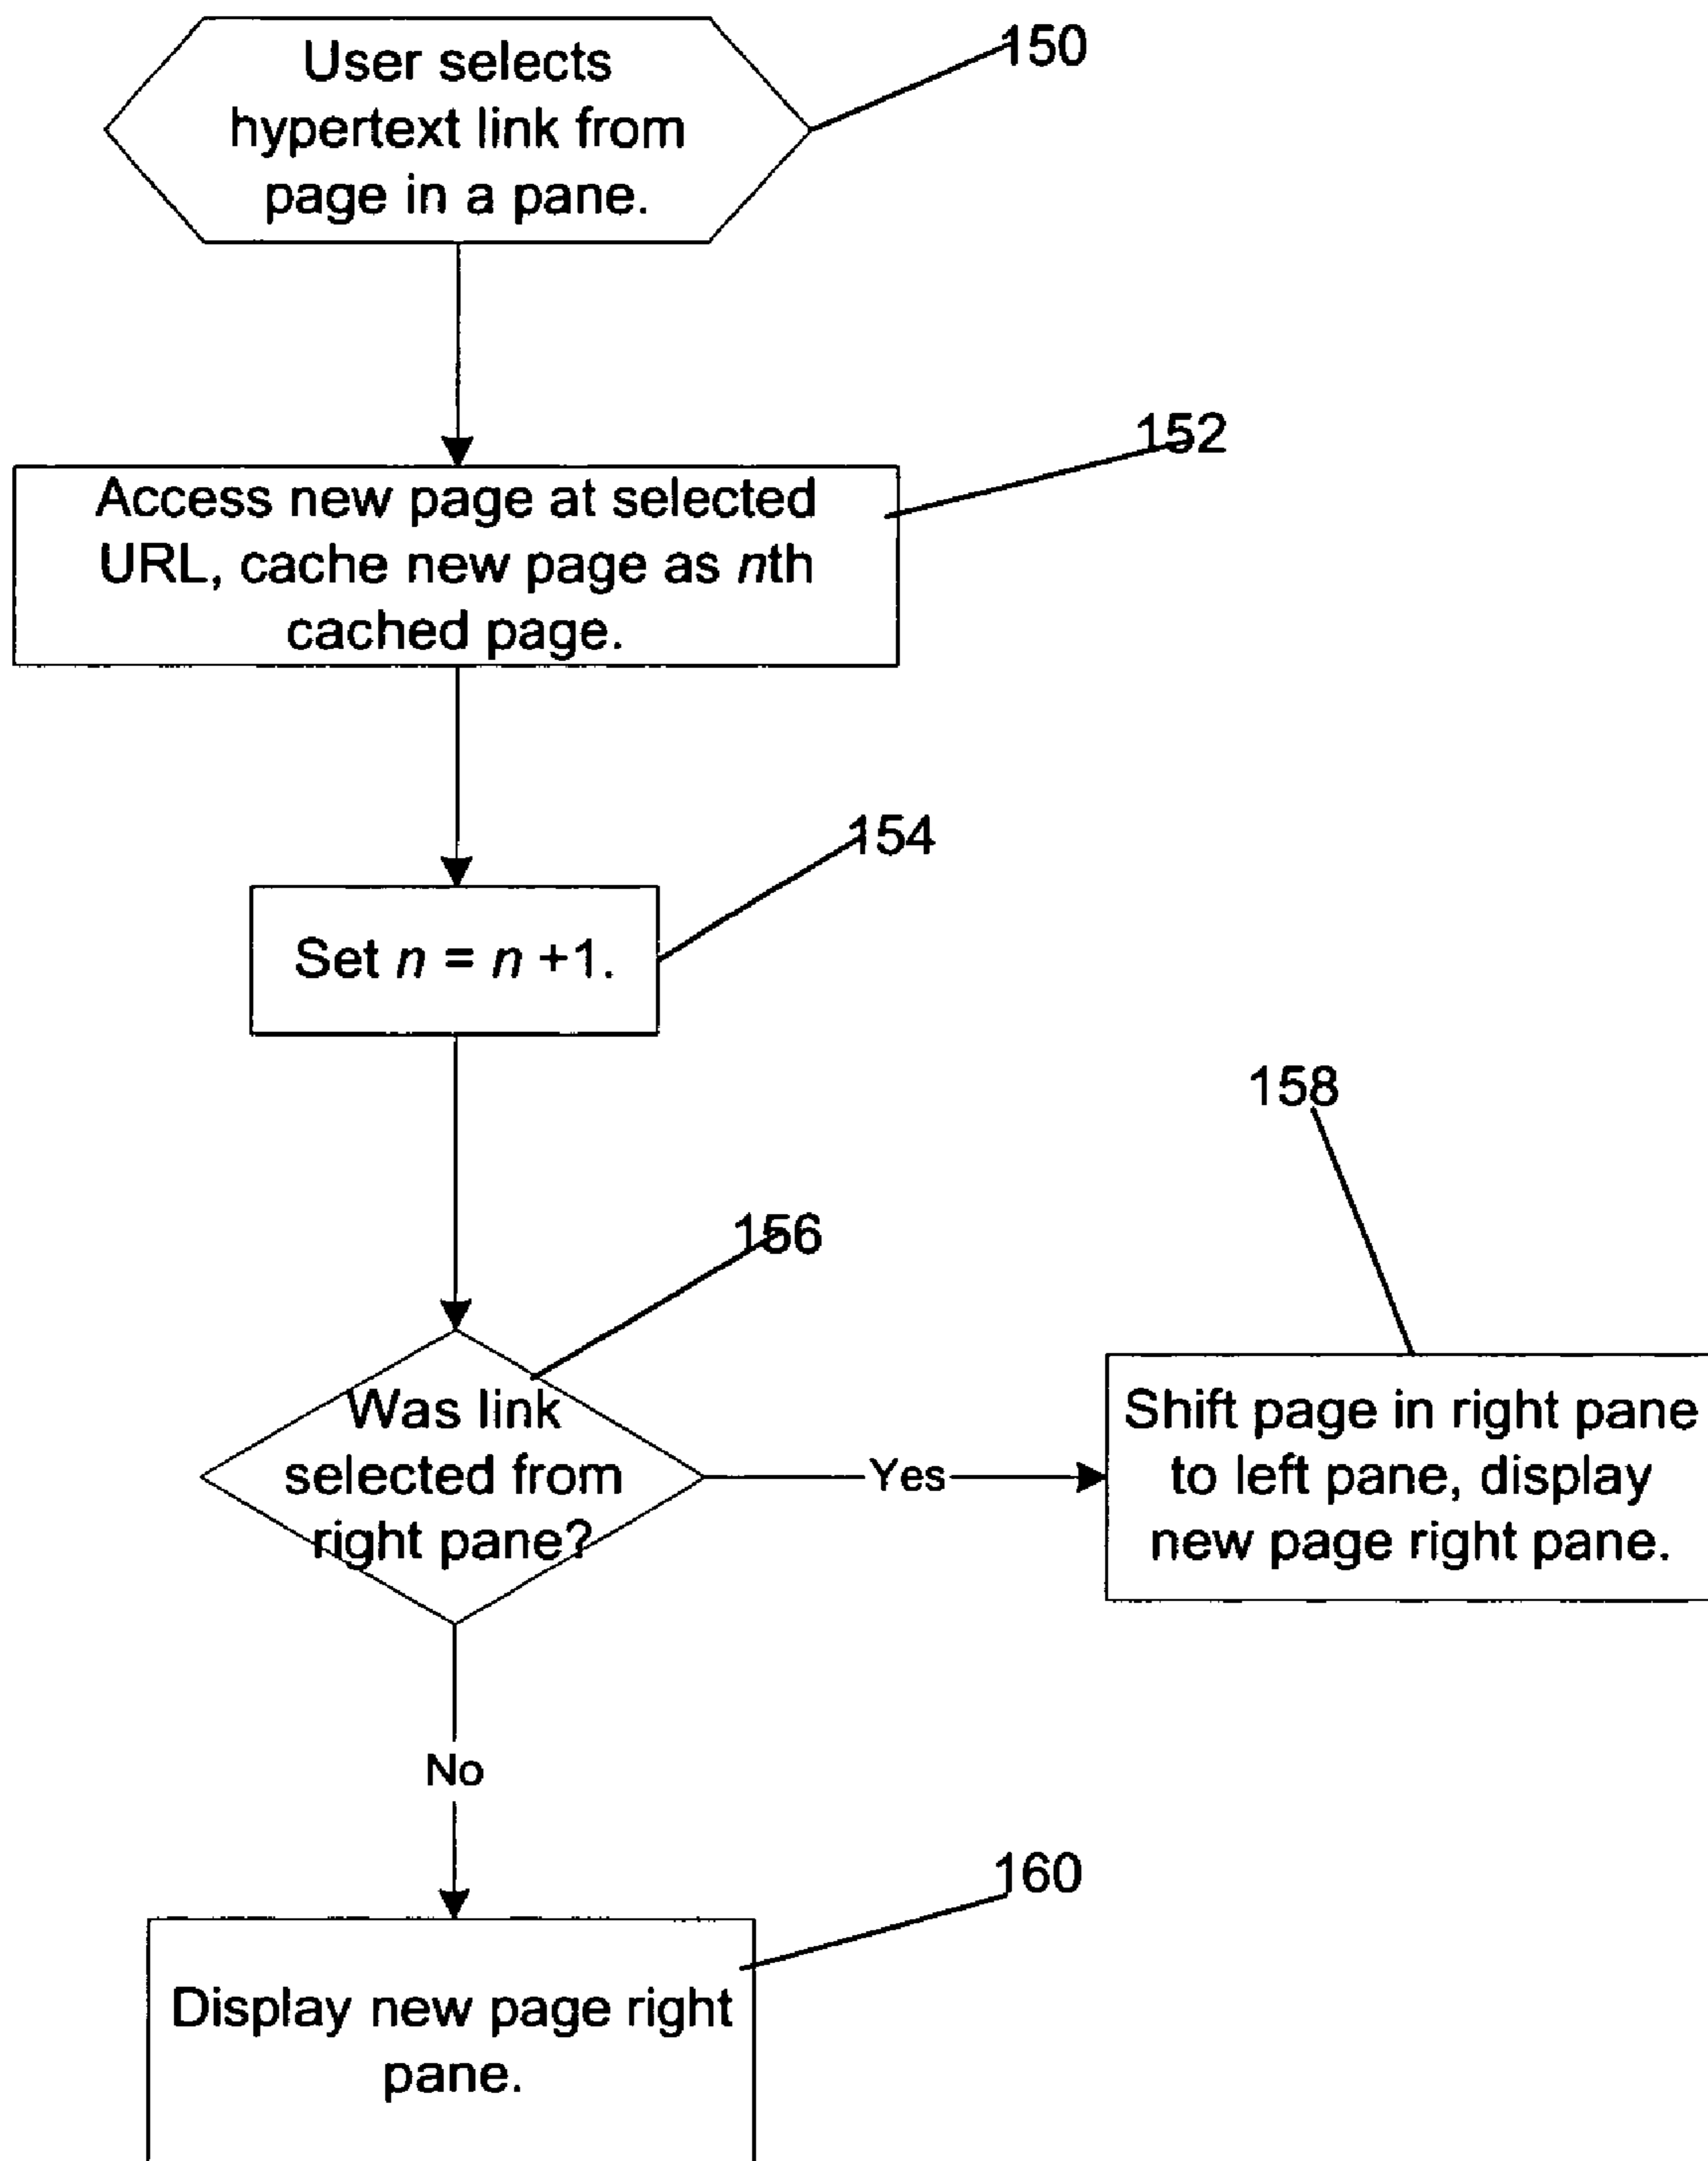 User selects
hypertext link from
page in a pane.
150
152
Access new page at selected
URL, cache new page as nth
cached page.
154
Set n = n +1.
158
156
Was link
selected from
right pane?
Yes
Shift page in right pane
to left pane, display
new page right pane.
No
160
Display new page right
pane.